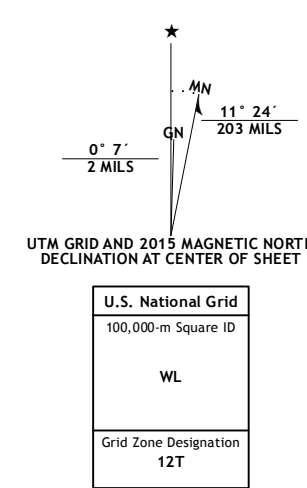 ★
MN
11° 24´
203 MILS
GN
0° 7´
2 MILS
UTM GRID AND 2015 MAGNETIC NORTH
DECLINATION AT CENTER OF SHEET
U.S. National Grid
100,000-m Square ID
WL
Grid Zone Designation
12T